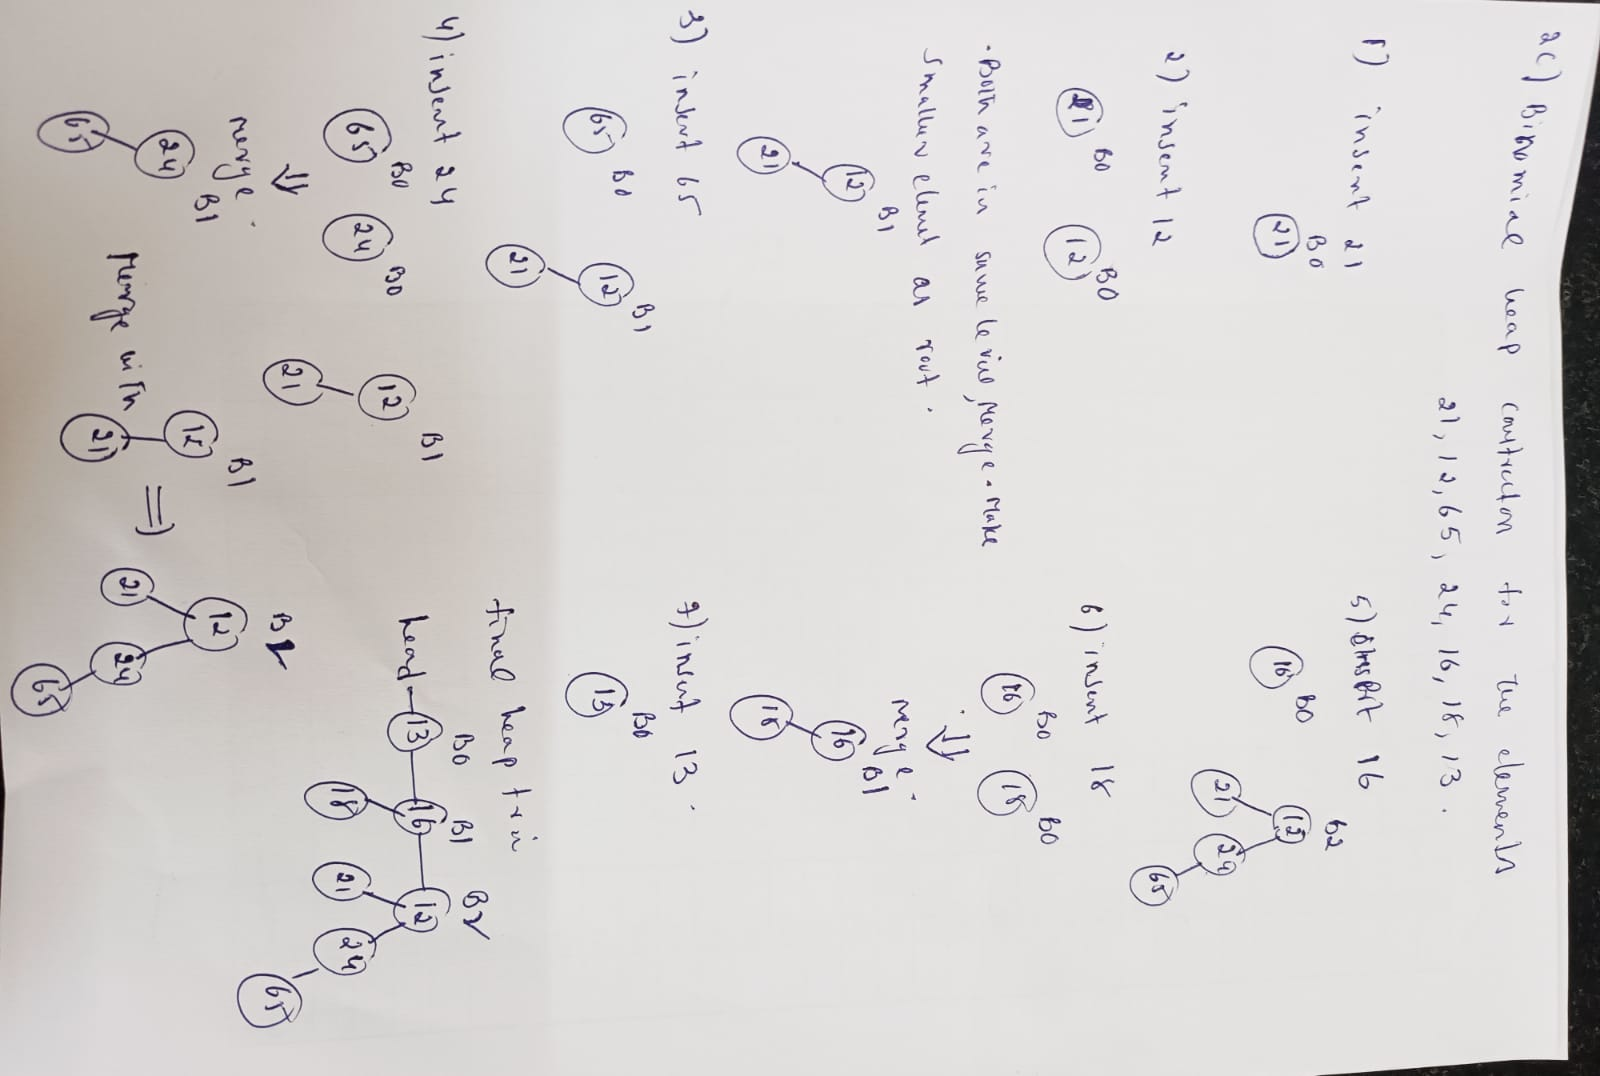 2c) Binomial heap contruction for the elements
21, 12, 65, 24, 16, 18, 13.
1) insert 21
B0
21
2) insert 12
21 B0 12 B0
• Both are in same level, Merge. Make
smaller elemt as root.
12 B1
21
3) insert 65
65 B0 12 B1
21
4) insert 24
65 B0 24 B0 12 B1
21
merge.
24 B1
65
Merge with
12 B1
21
B2
12
21 24
65
5) insert 16
16 B0
12 B2
21 24
65
6) insert 18
16 B0 18 B0
merge.
16 B1
18
7) insert 13.
13 B0
final heap
B0 B1 B2
head 13 16 12
18 21 24
65